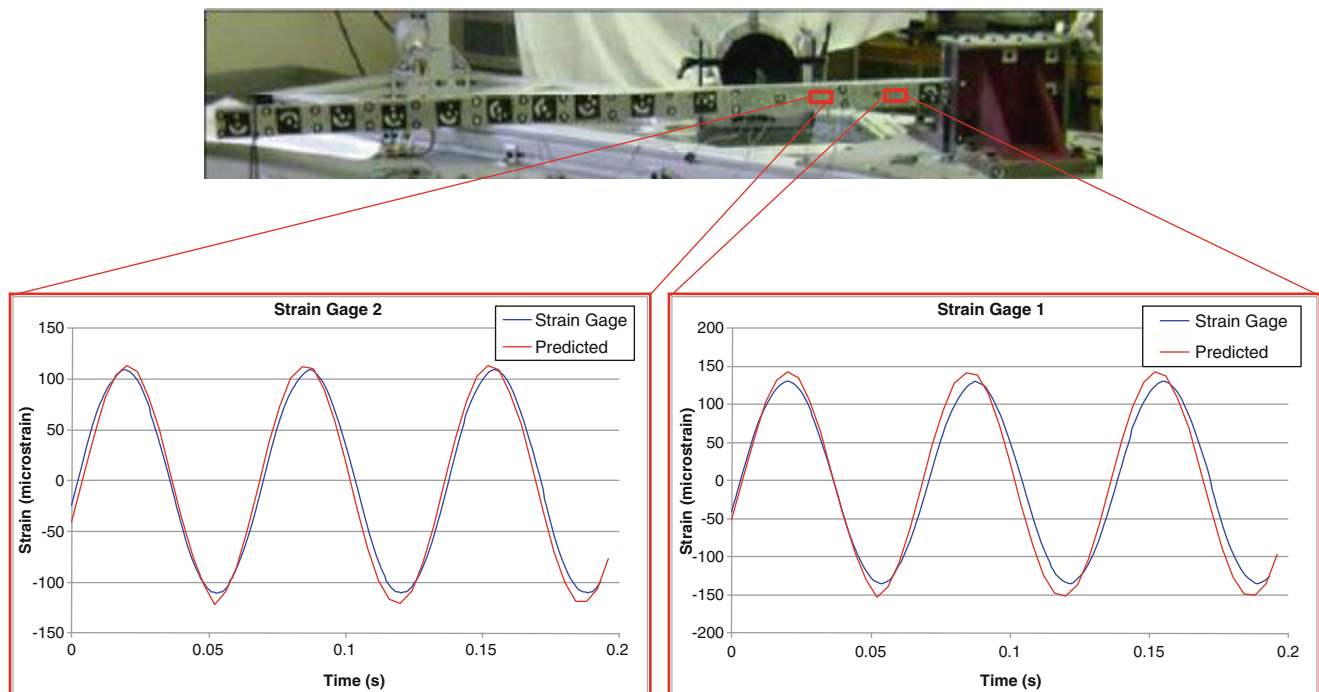 Strain Gage 2
Strain Gage
Predicted
150
100
50
0
-50
-100
-150
Strain (microstrain)
0
0.05
0.1
0.15
0.2
Time (s)
Strain Gage 1
Strain Gage
Predicted
200
150
100
50
0
-50
-100
-150
-200
Strain (microstrain)
0
0.05
0.1
0.15
0.2
Time (s)